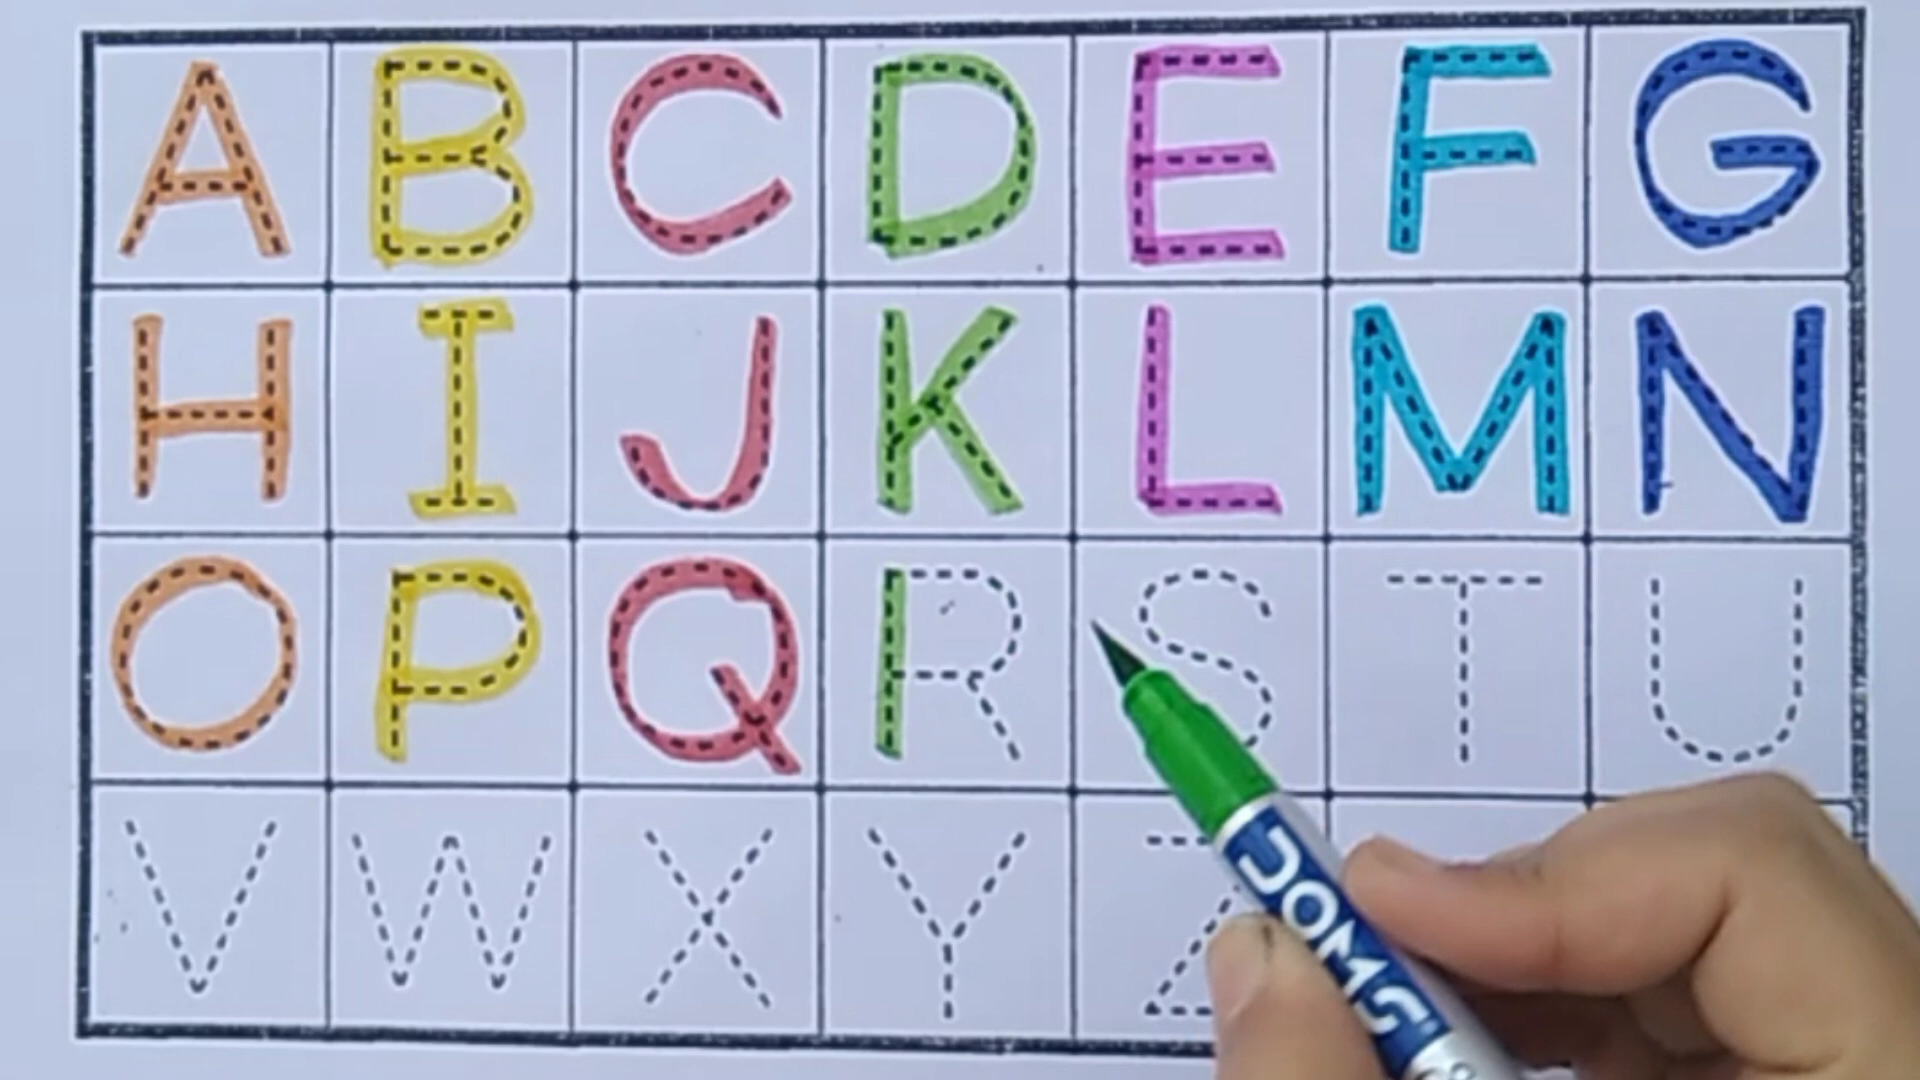 A B C D E F G
H I J K L M N
O P Q R S T U
V W X Y Z
DOMS